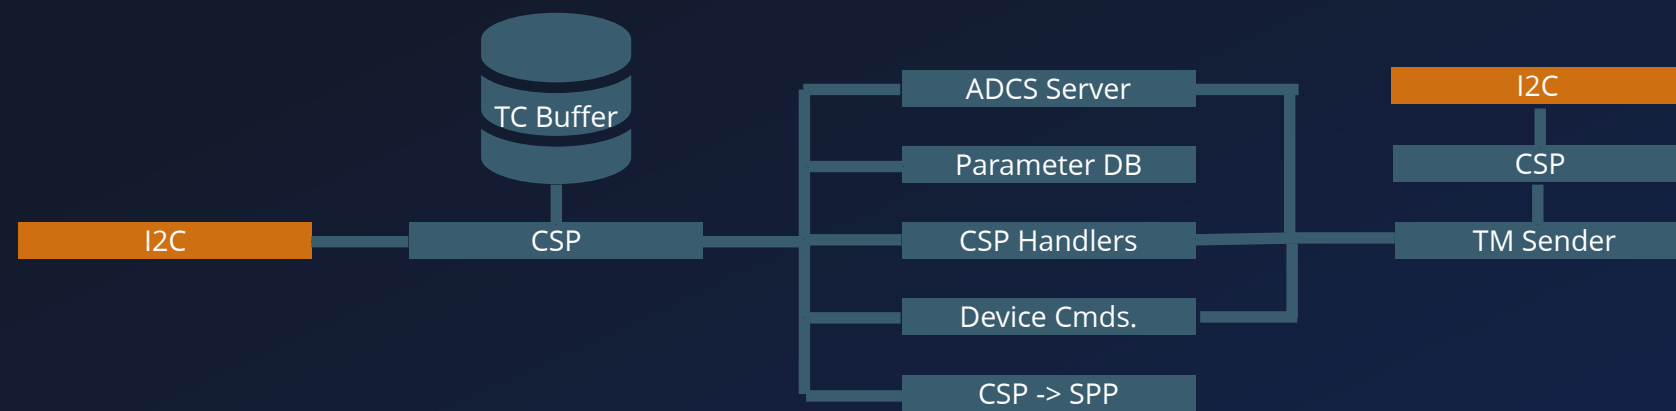 TC Buffer
I2C
CSP
ADCS Server
Parameter DB
CSP Handlers
Device Cmds.
CSP -> SPP
I2C
CSP
TM Sender